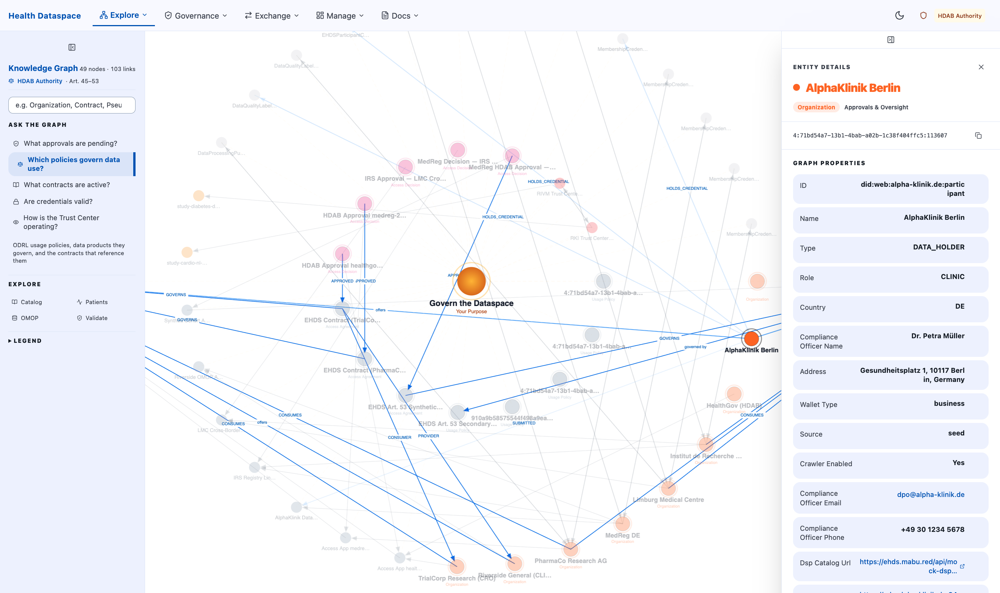 Health Dataspace
Explore
Governance
Exchange
Manage
Docs
HDAB Authority
Knowledge Graph 49 nodes · 103 links
HDAB Authority · Art. 45–53
e.g. Organization, Contract, Pseu
ASK THE GRAPH
What approvals are pending?
Which policies govern data
use?
What contracts are active?
Are credentials valid?
How is the Trust Center
operating?
ODRL usage policies, data products they
govern, and the contracts that reference
them
EXPLORE
Catalog
Patients
OMOP
Validate
LEGEND
EHDSParticipantC...
MembershipCreden...
DataQualityLabel...
MembershipCreden...
DataQualityLabel...
MembershipCreden...
DataProcessingPu...
MedReg Decision — IRS ...
Access Decision
MedReg HDAB Approval —...
Access Decision
IRS Approval — LMC Cro...
Access Decision
MembershipCreden...
HOLDS_CREDENTIAL
HOLDS_CREDENTIAL
RIVM Trust Cente...
study-diabetes-d...
HDAB Approval medreg-2...
Access Decision
HOLDS_CREDENTIAL
MembershipCreden...
RKI Trust Center...
study-cardio-nl-...
HDAB Approval healthgo...
Access Decision
APPR
APPROVED
PPROVED
4:71bd54a7-13b1-4bab-a...
Usage Policy
Organization
GOVERNS
Govern the Dataspace
Your Purpose
offers
EHDS Contract (TrialCo...
Access Agreement
GOVERNS
GOVERNS
governed by
4:71bd54a7-13b1-4bab-a...
Usage Policy
AlphaKlinik Berlin
EHDS Contract (PharmaC...
Access Agreement
Riverside OMOP A...
4:71bd54a7-13b1-4bab-a...
Usage Policy
EHDS Art. 53 Synthetic...
Access Agreement
HealthGov (HDAB)
Organization
CONSUMES
CONSUMES
910a9b58575544f498a9ea...
EHDS Art. 53 Secondary...
Usage Policy
SUBMITTED
CONSUMES
offers
LMC Cross-Border...
CONSUMER
PROVIDER
Institut de Recherche ...
Organization
IRS Registry Lin...
Limburg Medical Centre
Organization
AlphaKlinik Data...
MedReg DE
Organization
Access App medre...
PharmaCo Research AG
Organization
Access App healt...
TrialCorp Research (CRO)
Organization
Riverside General (CLI...
Organization
ENTITY DETAILS
AlphaKlinik Berlin
Organization Approvals & Oversight
4:71bd54a7-13b1-4bab-a02b-1c38f404ffc5:113607
GRAPH PROPERTIES
ID did:web:alpha-klinik.de:partic
ipant
Name AlphaKlinik Berlin
Type DATA_HOLDER
Role CLINIC
Country DE
Compliance
Officer Name Dr. Petra Müller
Address Gesundheitsplatz 1, 10117 Berl
in, Germany
Wallet Type business
Source seed
Crawler Enabled Yes
Compliance
Officer Email dpo@alpha-klinik.de
Compliance
Officer Phone +49 30 1234 5678
Dsp Catalog Url https://ehds.mabu.red/api/mo
ck-dsp...